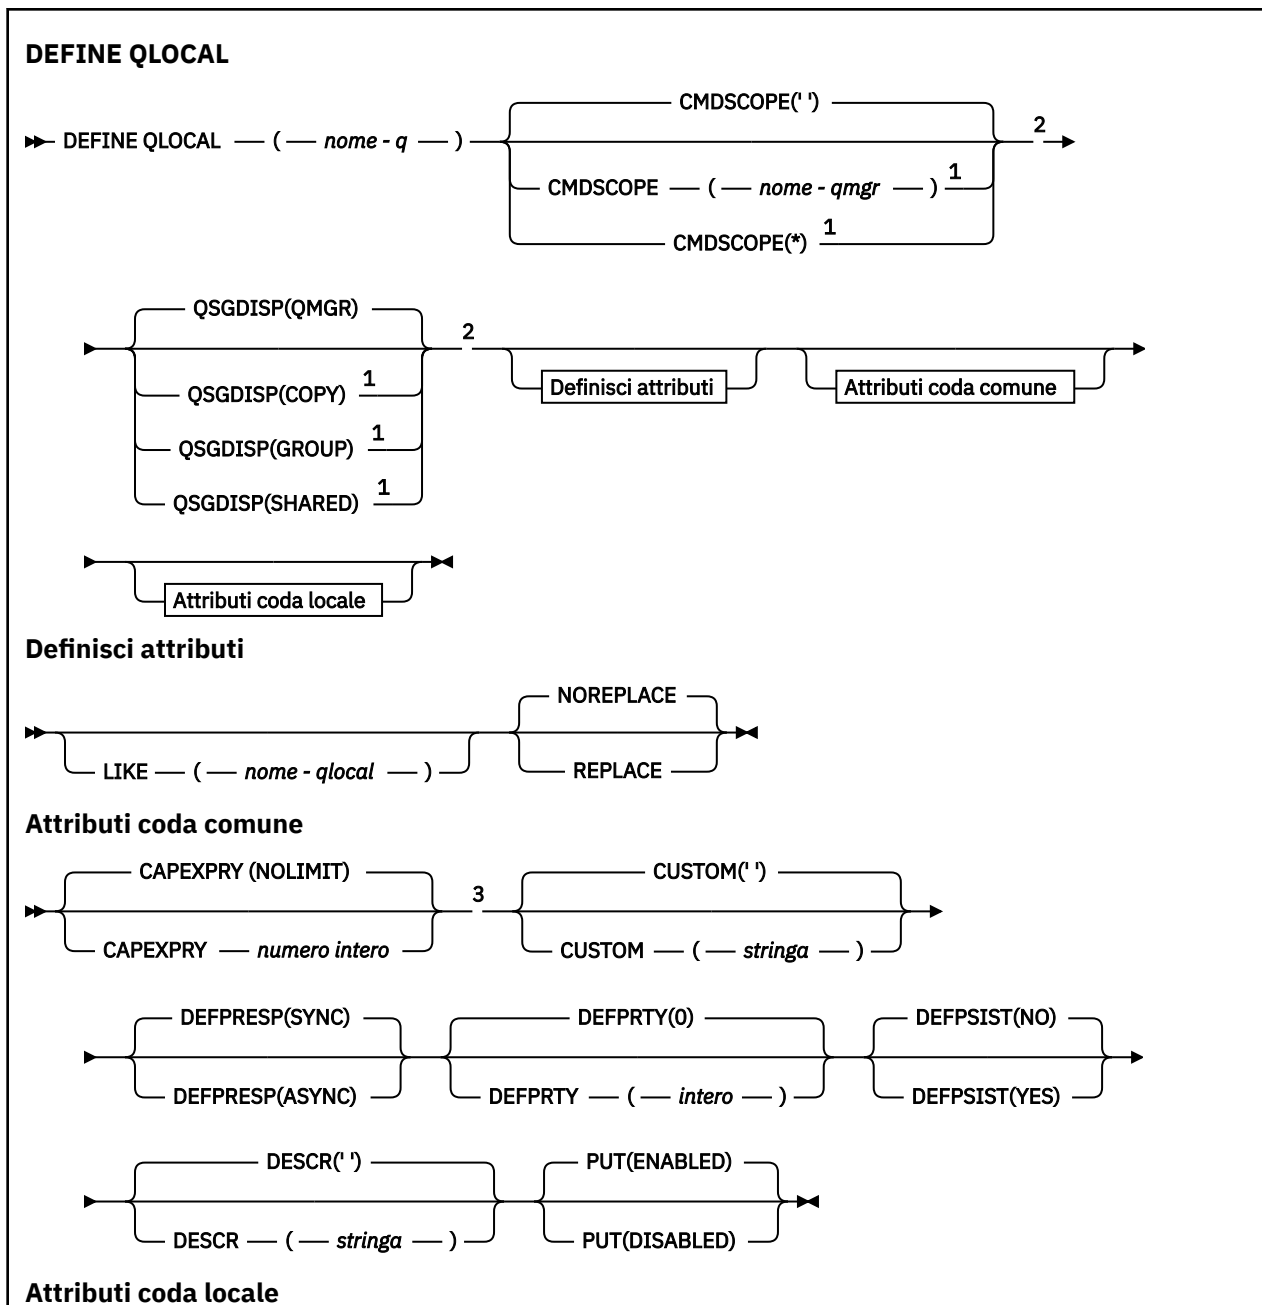 DEFINE QLOCAL
CMDSCOPE(' ')
DEFINE QLOCAL ( nome - q ) 2
CMDSCOPE ( nome - qmgr ) 1
CMDSCOPE(*) 1
QSGDISP(QMGR) 2
QSGDISP(COPY) 1 Definisci attributi Attributi coda comune
QSGDISP(GROUP) 1
QSGDISP(SHARED) 1
Attributi coda locale
Definisci attributi
NOREPLACE
LIKE ( nome - qlocal ) REPLACE
Attributi coda comune
CAPEXPRY (NOLIMIT) 3 CUSTOM(' ')
CAPEXPRY numero intero CUSTOM ( stringa )
DEFPRESP(SYNC) DEFPRTY(0) DEFPSIST(NO)
DEFPRESP(ASYNC) DEFPRTY ( intero ) DEFPSIST(YES)
DESCR(' ') PUT(ENABLED)
DESCR ( stringa ) PUT(DISABLED)
Attributi coda locale